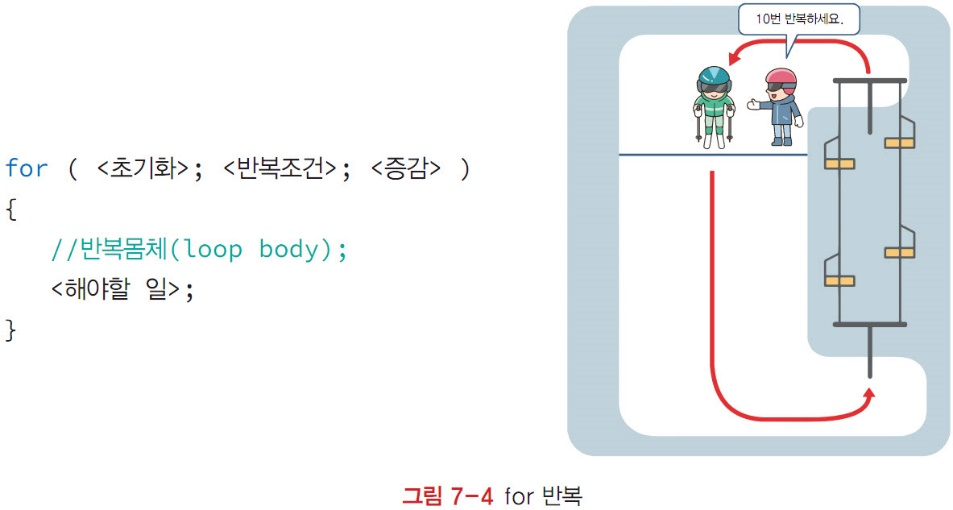 10번 반복하세요.
for ( <초기화>; <반복조건>; <증감> )
{
//반복몸체(loop body);
<해야할 일>;
}
그림 7-4 for 반복